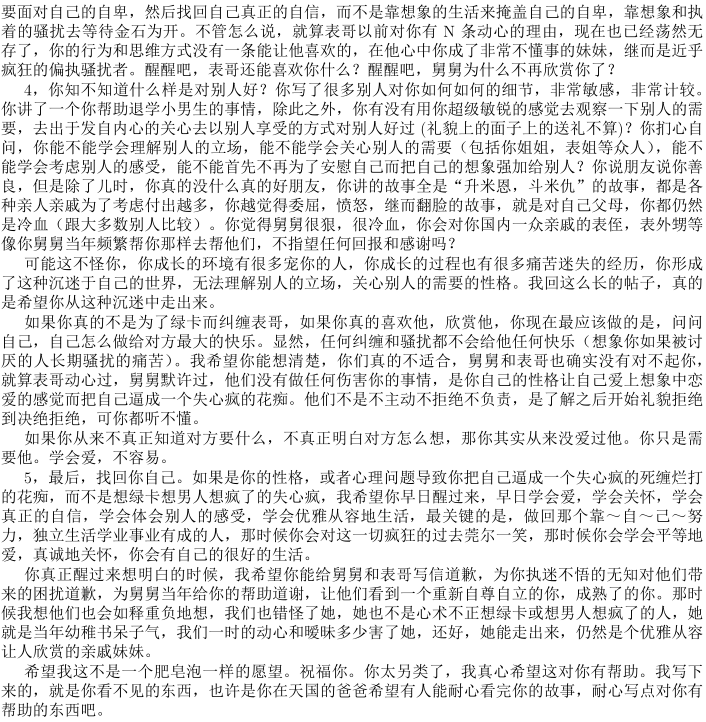 要面对自己的自卑，然后找回自己真正的自信，而不是靠想象的生活来掩盖自己的自卑，靠想象和执
着的骚扰去等待金石为开。不管怎么说，就算表哥以前对你有 N 条动心的理由，现在也已经荡然无
存了，你的行为和思维方式没有一条能让他喜欢的，在他心中你成了非常不懂事的妹妹，继而是近乎
疯狂的偏执骚扰者。醒醒吧，表哥还能喜欢你什么？醒醒吧，舅舅为什么不再欣赏你了？
4，你知不知道什么样是对别人好？你写了很多别人对你如何如何的细节，非常敏感，非常计较。
你讲了一个你帮助退学小男生的事情，除此之外，你有没有用你超级敏锐的感觉去观察一下别人的需
要，去出于发自内心的关心去以别人享受的方式对别人好过 (礼貌上的面子上的送礼不算)？你扪心自
问，你能不能学会理解别人的立场，能不能学会关心别人的需要（包括你姐姐，表姐等众人），能不
能学会考虑别人的感受，能不能首先不再为了安慰自己而把自己的想象强加给别人？你说朋友说你善
良，但是除了儿时，你真的没什么真的好朋友，你讲的故事全是“升米恩，斗米仇”的故事，都是各
种亲人亲戚为了考虑付出越多，你越觉得委屈，愤怒，继而翻脸的故事，就是对自己父母，你都仍然
是冷血（跟大多数别人比较）。你觉得舅舅很狠，很冷血，你会对你国内一众亲戚的表侄，表外甥等
像你舅舅当年频繁帮你那样去帮他们，不指望任何回报和感谢吗？
可能这不怪你，你成长的环境有很多宠你的人，你成长的过程也有很多痛苦迷失的经历，你形成
了这种沉迷于自己的世界，无法理解别人的立场，关心别人的需要的性格。我回这么长的帖子，真的
是希望你从这种沉迷中走出来。
如果你真的不是为了绿卡而纠缠表哥，如果你真的喜欢他，欣赏他，你现在最应该做的是，问问
自己，自己怎么做给对方最大的快乐。显然，任何纠缠和骚扰都不会给他任何快乐（想象你如果被讨
厌的人长期骚扰的痛苦）。我希望你能想清楚，你们真的不适合，舅舅和表哥也确实没有对不起你，
就算表哥动心过，舅舅默许过，他们没有做任何伤害你的事情，是你自己的性格让自己爱上想象中恋
爱的感觉而把自己逼成一个失心疯的花痴。他们不是不主动不拒绝不负责，是了解之后开始礼貌拒绝
到决绝拒绝，可你都听不懂。
如果你从来不真正知道对方要什么，不真正明白对方怎么想，那你其实从来没爱过他。你只是需
要他。学会爱，不容易。
5，最后，找回你自己。如果是你的性格，或者心理问题导致你把自己逼成一个失心疯的死缠烂打
的花痴，而不是想绿卡想男人想疯了的失心疯，我希望你早日醒过来，早日学会爱，学会关怀，学会
真正的自信，学会体会别人的感受，学会优雅从容地生活，最关键的是，做回那个靠～自～己～努
力，独立生活学业事业有成的人，那时候你会对这一切疯狂的过去莞尔一笑，那时候你会学会平等地
爱，真诚地关怀，你会有自己的很好的生活。
你真正醒过来想明白的时候，我希望你能给舅舅和表哥写信道歉，为你执迷不悟的无知对他们带
来的困扰道歉，为舅舅当年给你的帮助道谢，让他们看到一个重新自尊自立的你，成熟了的你。那时
候我想他们也会如释重负地想，我们也错怪了她，她也不是心术不正想绿卡或想男人想疯了的人，她
就是当年幼稚书呆子气，我们一时的动心和暧昧多少害了她，还好，她能走出来，仍然是个优雅从容
让人欣赏的亲戚妹妹。
希望我这不是一个肥皂泡一样的愿望。祝福你。你太另类了，我真心希望这对你有帮助。我写下
来的，就是你看不见的东西，也许是你在天国的爸爸希望有人能耐心看完你的故事，耐心写点对你有
帮助的东西吧。